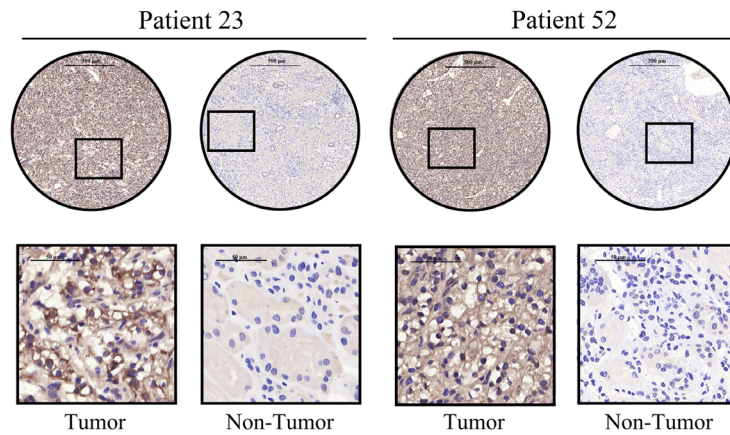 Patient 23
Patient 52
500 µm
500 µm
500 µm
500 µm
50 µm
50 µm
50 µm
50 µm
Tumor
Non-Tumor
Tumor
Non-Tumor